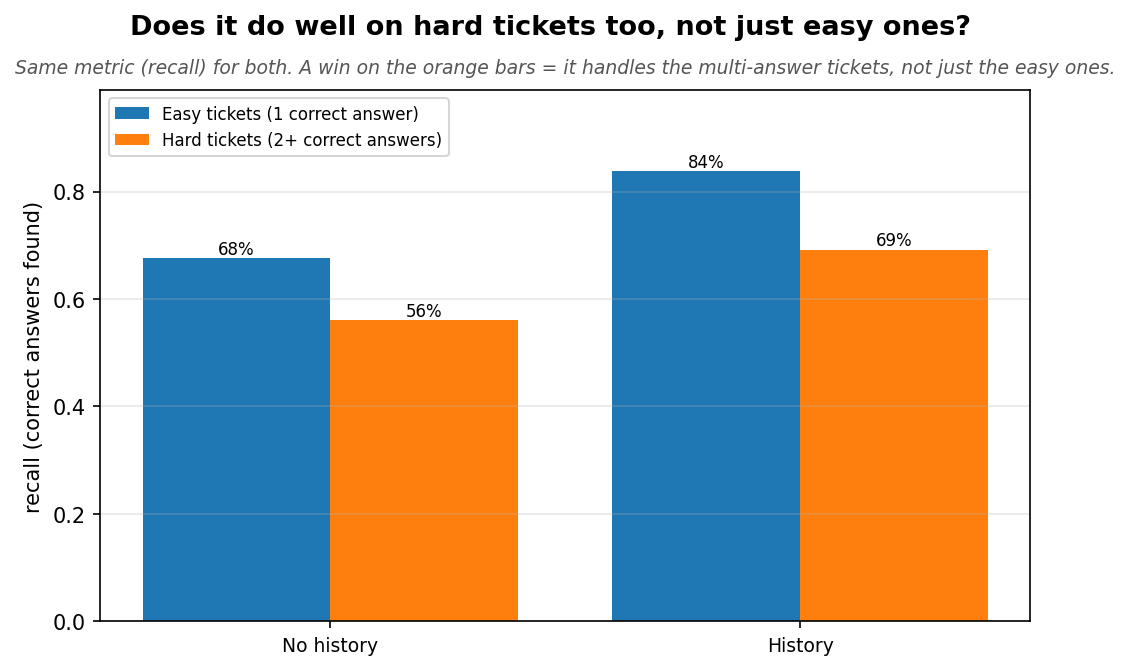 Does it do well on hard tickets too, not just easy ones?
Same metric (recall) for both. A win on the orange bars = it handles the multi-answer tickets, not just the easy ones.
Easy tickets (1 correct answer)
Hard tickets (2+ correct answers)
recall (correct answers found)
0.8
0.6
0.4
0.2
0.0
68%
56%
84%
69%
No history
History